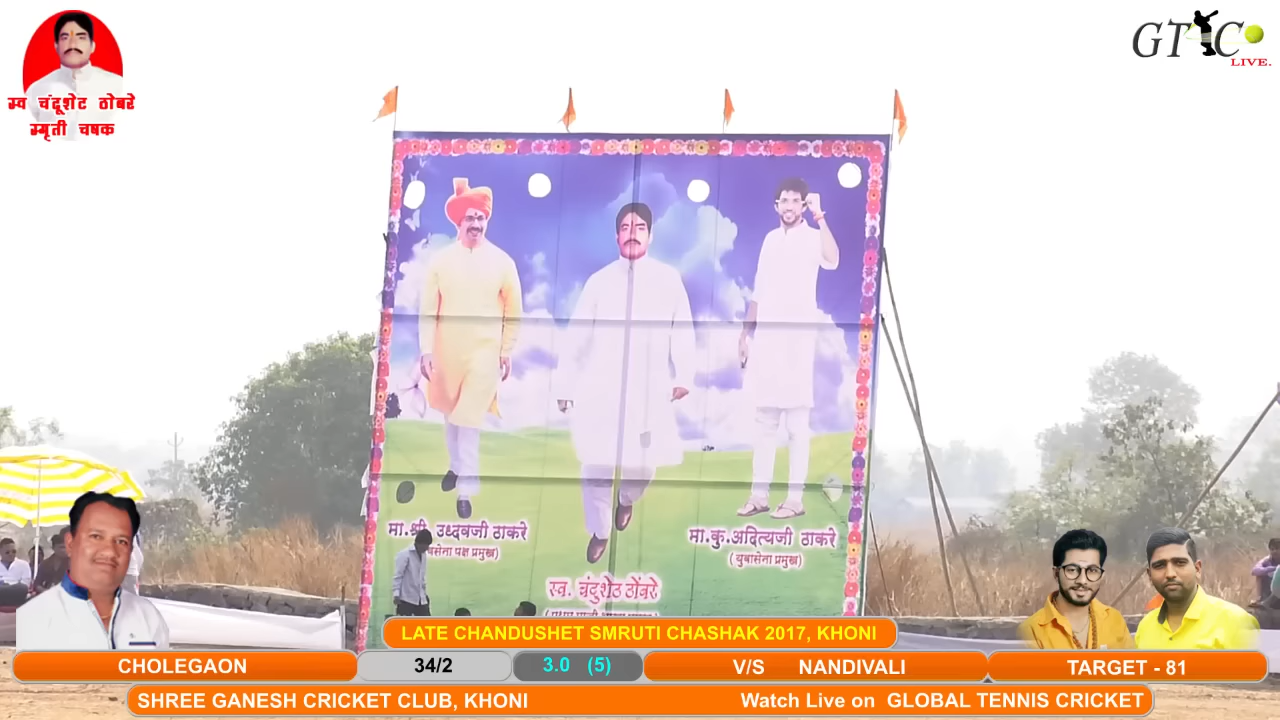 स्व चंदूशेट ठोबरे
स्मृती चषक
GTC
LIVE.
मा.श्री. उध्दवजी ठाकरे
मा.कु.अदित्यजी ठाकरे
( युवासेना प्रमुख)
स्व. चंदुशेठ ठोंबरे
LATE CHANDUSHET SMRUTI CHASHAK 2017, KHONI
CHOLEGAON 34/2 3.0 (5) V/S NANDIVALI TARGET - 81
SHREE GANESH CRICKET CLUB, KHONI Watch Live on GLOBAL TENNIS CRICKET